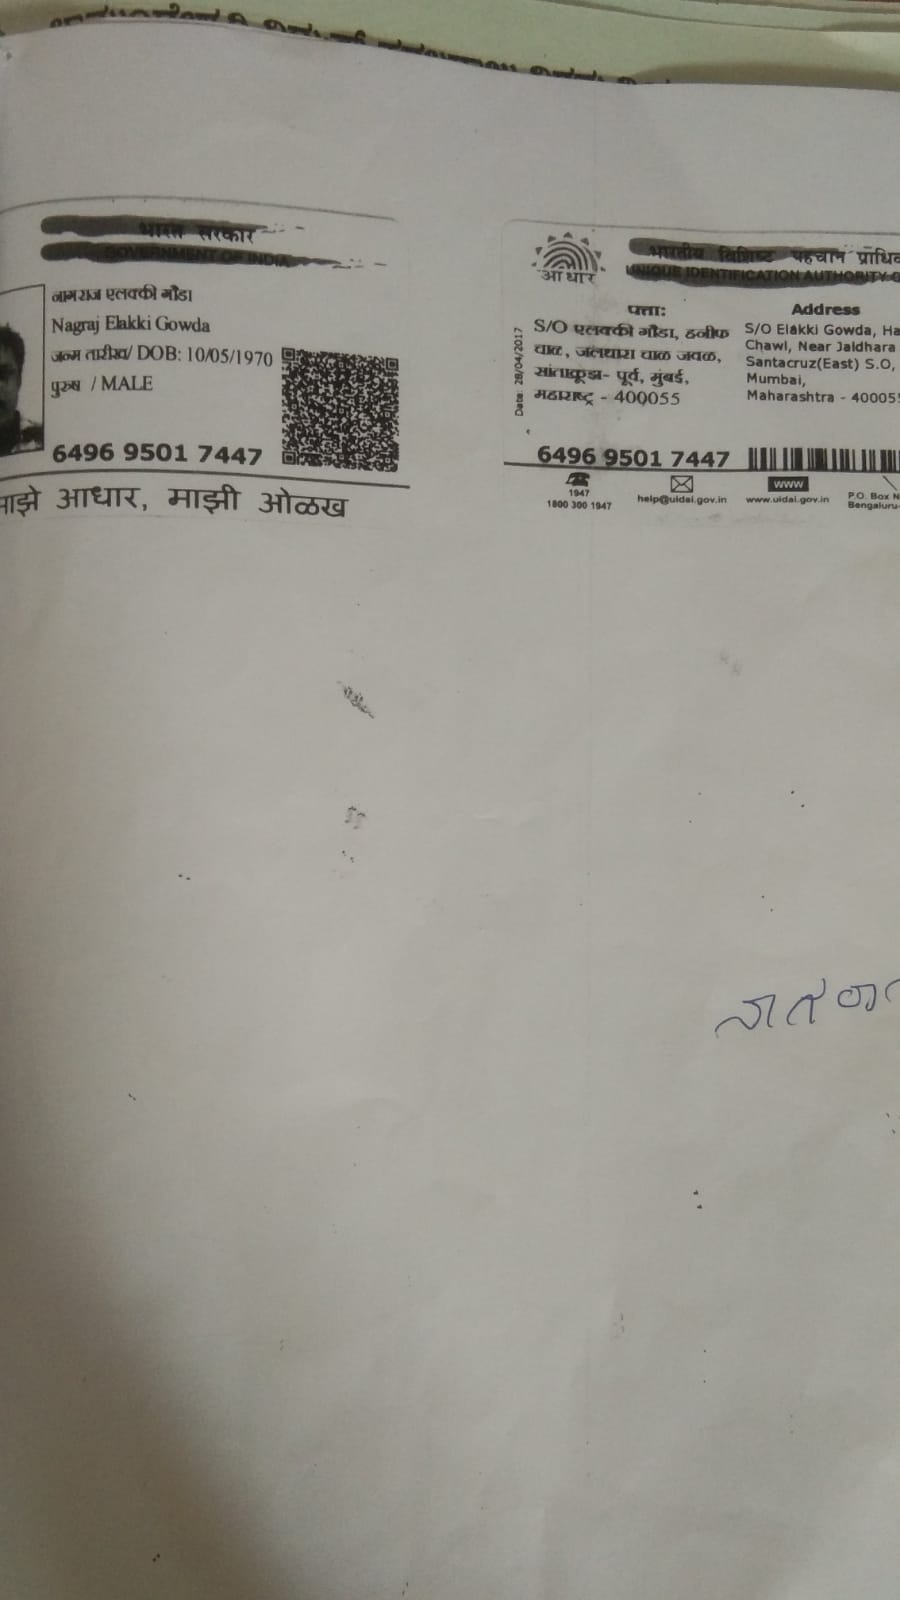 भारत सरकार
GOVERNMENT OF INDIA
नागराज एलक्की गौडा
Nagraj Elakki Gowda
जन्म तारीख/ DOB: 10/05/1970
पुरुष / MALE
6496 9501 7447
माझे आधार, माझी ओळख
आधार
भारतीय विशिष्ट पहचान
UNIQUE IDENTIFICATION AUTHORITY
Date: 28/04/2017
पत्ता:
S/O एलक्की गौडा, हनीफ
चाळ, जलधारा चाळ जवळ,
सांताक्रूझ- पूर्व, मुंबई,
महाराष्ट्र - 400055
Address
S/O Elakki Gowda,
Chawl, Near Jaldhara
Santacruz(East) S.O,
Mumbai,
Maharashtra - 400055
6496 9501 7447
1947
1800 300 1947
help@uidai.gov.in
WWW
www.uidai.gov.in
P.O. Box
Bengaluru-